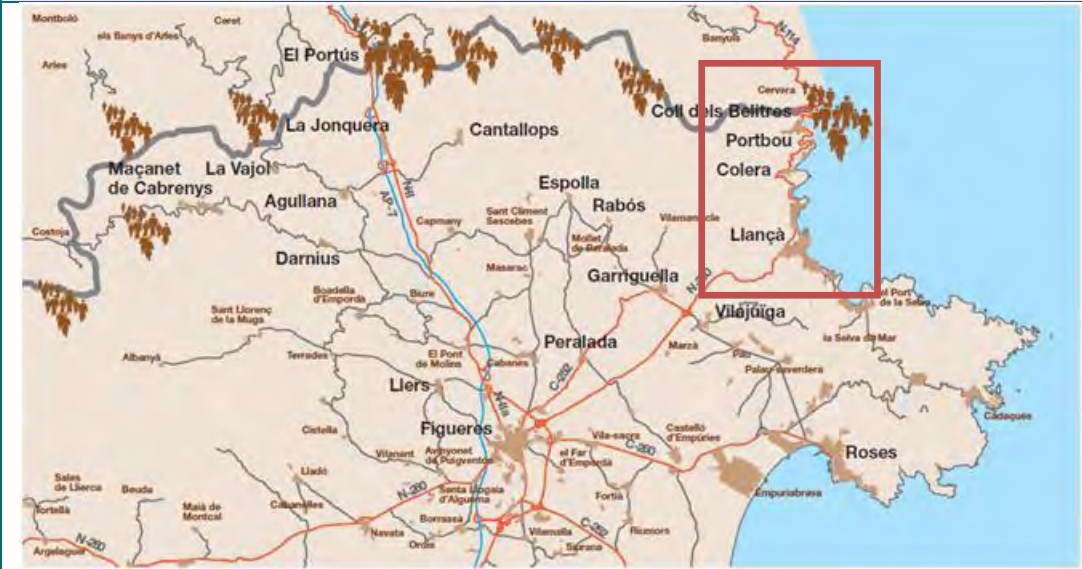 Montboló
Ceret
els Banys d'Arles
Arles
Banyuls
N-114
El Portús
Cervera
Coll dels Belitres
La Jonquera
Cantallops
Portbou
Maçanet
de Cabrenys
La Vajol
Colera
Agullana
AP-7
N-II
Espolla
Rabós
Sant Climent
Sescebes
Capmany
Llançà
Costoja
Mollet
de Peralada
Darnius
Masarac
Garriguella
Boadella
d'Empordà
Biure
el Port
de la Selva
Sant Llorenç
de la Muga
Vilajuïga
la Selva de Mar
Albanyà
Terrades
El Pont
de Molins
Cabanes
Peralada
Marzà
Pau
Palau-saverdera
C-252
Llers
N-IIa
Cadaqués
Figueres
Cistella
Vila-sacra
Castelló
d'Empúries
C-260
Vilanant
Avinyonet
de Puigventós
el Far
d'Empordà
Roses
Lladó
Empuriabrava
Sales
de Llierca
Beuda
Cabanelles
N-260
Santa Llogaia
d'Àlguema
Fortià
Tortellà
Maià de
Montcal
Borrassà
Navata
Ordis
Vilamalla
Siurana
C-252
Riumors
N-260
Argelaguer